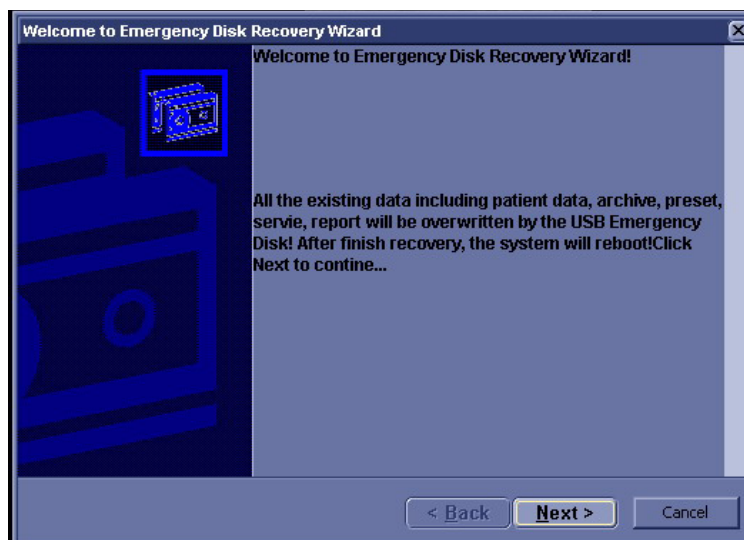 Welcome to Emergency Disk Recovery Wizard
Welcome to Emergency Disk Recovery Wizard!
All the existing data including patient data, archive, preset,
servie, report will be overwritten by the USB Emergency
Disk! After finish recovery, the system will reboot!Click
Next to contine...
< Back
Next >
Cancel